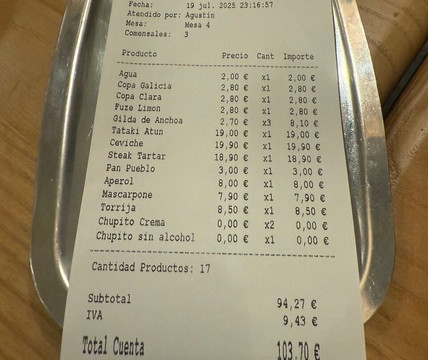 Fecha: 19 jul. 2025 23:16:57
Atendido por: Agustin
Mesa: Mesa 4
Comensales: 3
Producto Precio Cant Importe
Agua 2,00 € x1 2,00 €
Copa Galicia 2,80 € x1 2,80 €
Copa Clara 2,80 € x1 2,80 €
Fuze Limon 2,80 € x1 2,80 €
Gilda de Anchoa 2,70 € x3 8,10 €
Tataki Atun 19,00 € x1 19,00 €
Ceviche 19,90 € x1 19,90 €
Steak Tartar 18,90 € x1 18,90 €
Pan Pueblo 3,00 € x1 3,00 €
Aperol 8,00 € x1 8,00 €
Mascarpone 7,90 € x1 7,90 €
Torrija 8,50 € x1 8,50 €
Chupito Crema 0,00 € x2 0,00 €
Chupito sin alcohol 0,00 € x1 0,00 €
Cantidad Productos: 17
Subtotal 94,27 €
IVA 9,43 €
Total Cuenta 103,70 €